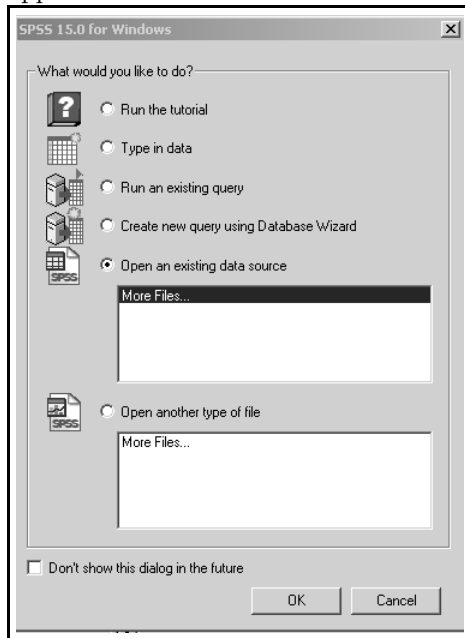 SPSS 15.0 for Windows
What would you like to do?
Run the tutorial
Type in data
Run an existing query
Create new query using Database Wizard
Open an existing data source
SPSS
More Files...
Open another type of file
SPSS
More Files...
Don't show this dialog in the future
OK
Cancel